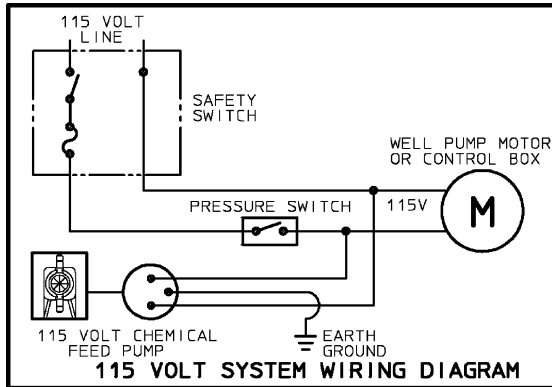 115 VOLT
LINE
SAFETY
SWITCH
WELL PUMP MOTOR
OR CONTROL BOX
PRESSURE SWITCH
115V
M
115 VOLT CHEMICAL
FEED PUMP
EARTH
GROUND
115 VOLT SYSTEM WIRING DIAGRAM